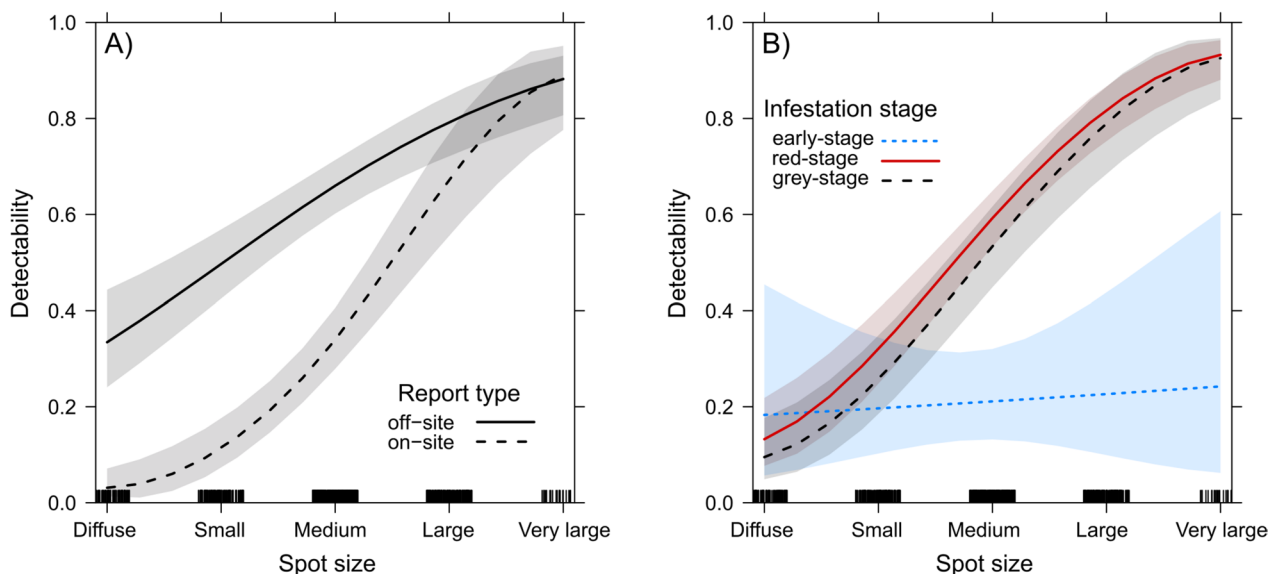 A)
Detectability
1.0
0.8
0.6
0.4
0.2
0.0
Report type
off-site
on-site
Diffuse Small Medium Large Very large
Spot size
B)
Detectability
1.0
0.8
0.6
0.4
0.2
0.0
Infestation stage
early-stage
red-stage
grey-stage
Diffuse Small Medium Large Very large
Spot size